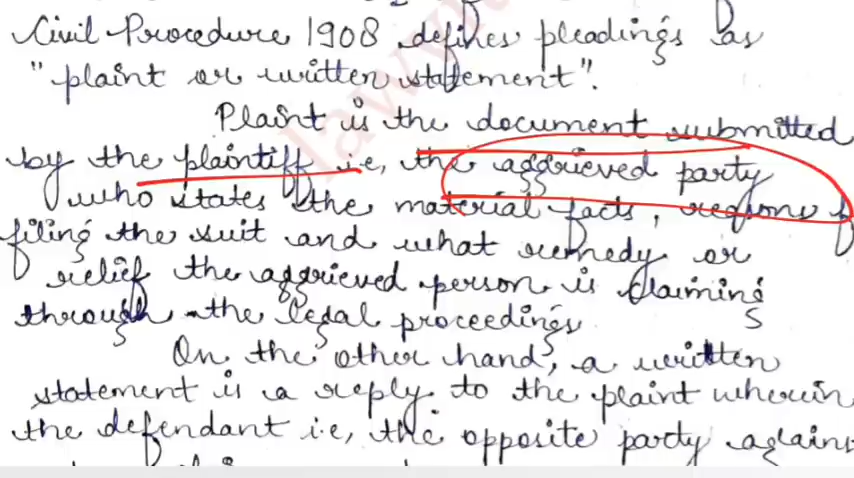 Civil Procedure 1908 defines pleadings as
"plaint or written statement".
Plaint is the document submitted
by the plaintiff i.e, the aggrieved party
who states the material facts, reasons of
filing the suit and what remedy or
relief the aggrieved person is claiming
through the legal proceedings
On the other hand, a written
statement is a reply to the plaint wherein
the defendant i.e, the opposite party agains